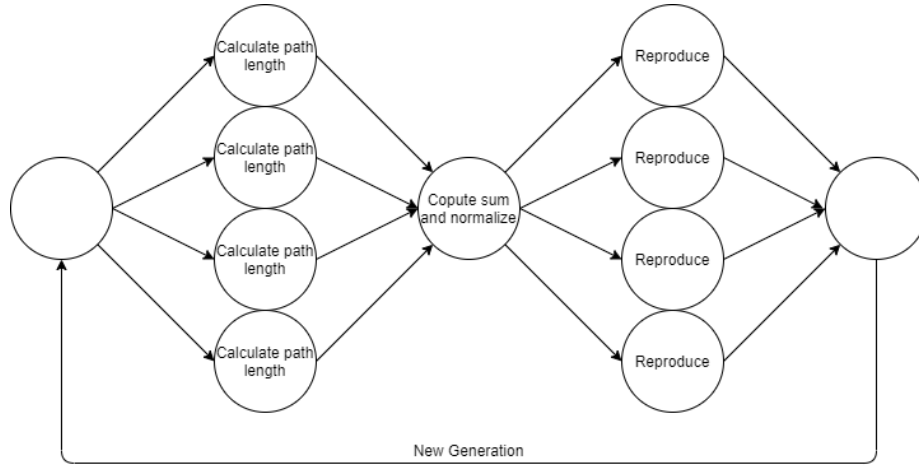 Calculate path
length
Calculate path
length
Calculate path
length
Calculate path
length
Copute sum
and normalize
Reproduce
Reproduce
Reproduce
Reproduce
New Generation